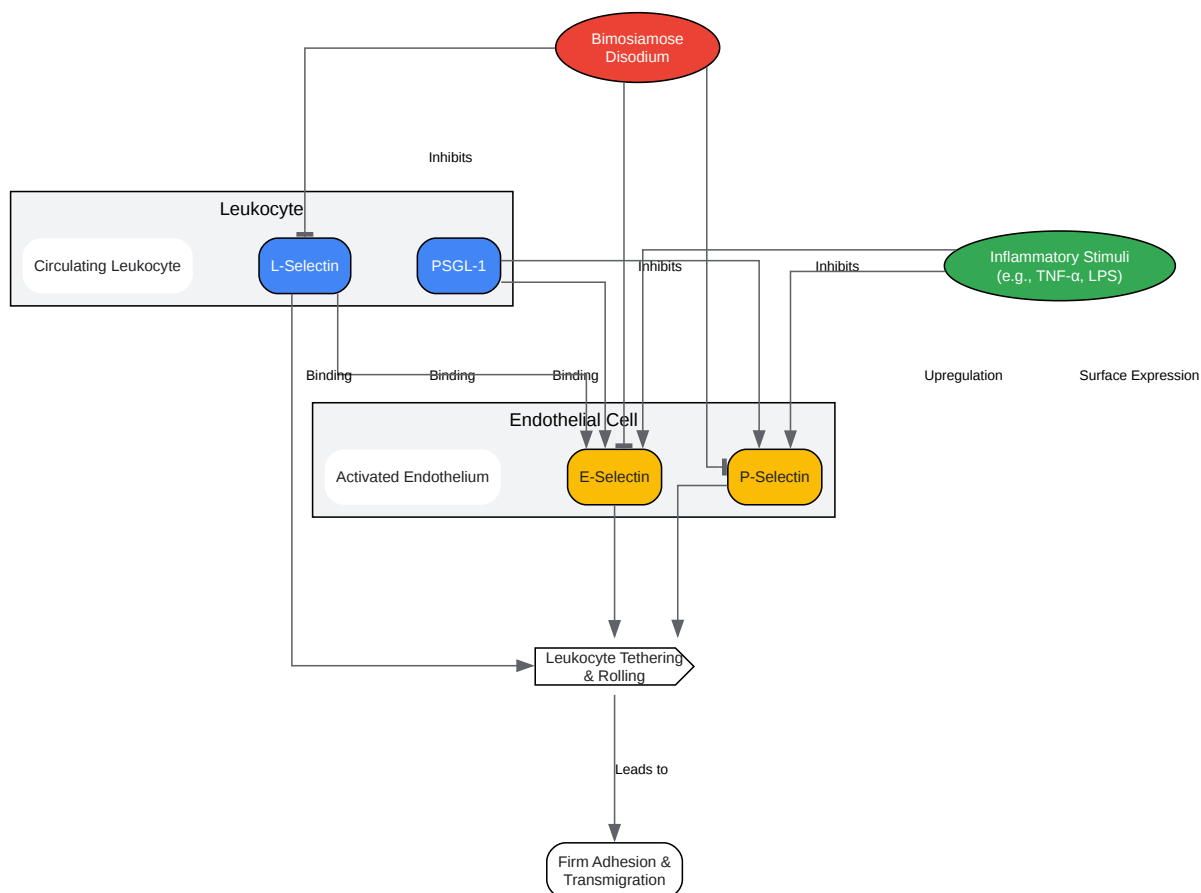 Bimosiamose
Disodium
Inhibits
Leukocyte
Circulating Leukocyte
L-Selectin
PSGL-1
Inhibits
Inhibits
Inflammatory Stimuli
(e.g., TNF-α, LPS)
Binding
Binding
Binding
Upregulation
Surface Expression
Endothelial Cell
Activated Endothelium
E-Selectin
P-Selectin
Leukocyte Tethering
& Rolling
Leads to
Firm Adhesion &
Transmigration